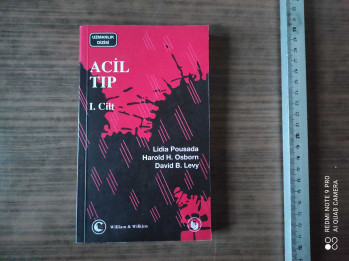 UZMANLIK
DİZİSİ
ACİL
TIP
I. Cilt
Lidia Pousada
Harold H. Osborn
David B. Levy
William & Wilkins
REDMI NOTE 9 PRO
AI QUAD CAMERA